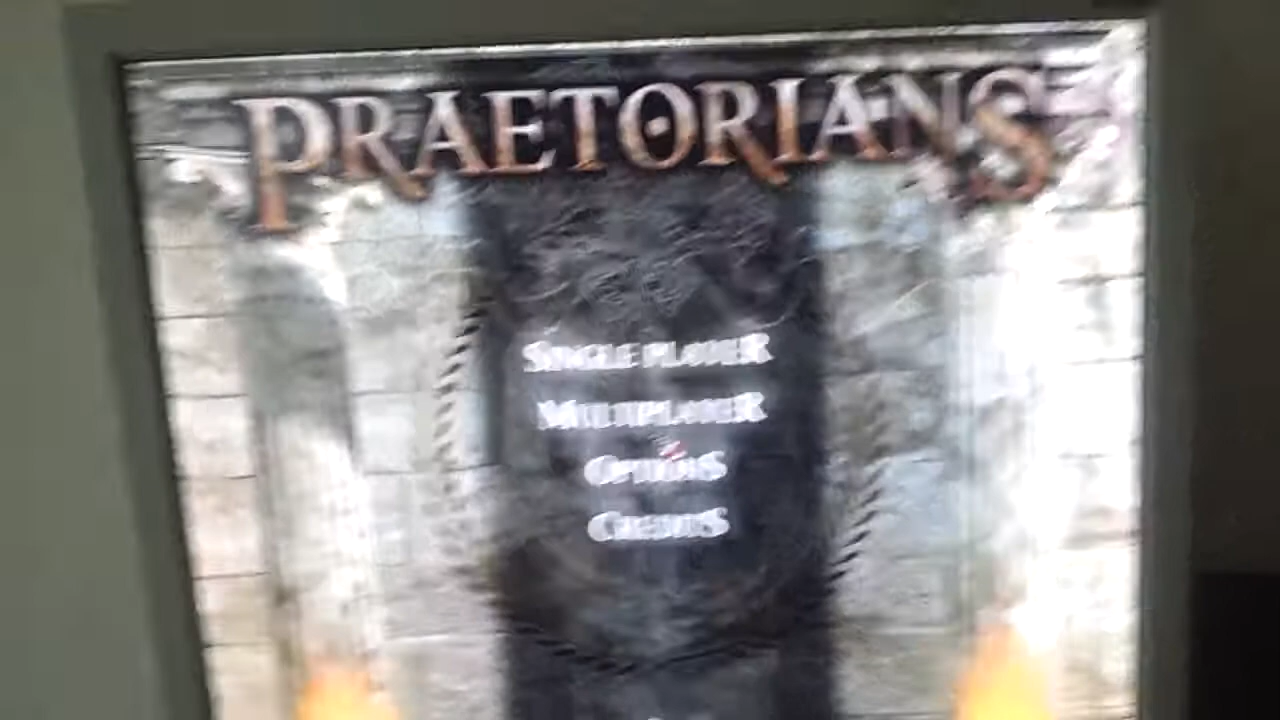 PRAETORIANS
SINGLE PLAYER
MULTIPLAYER
OPTIONS
CREDITS